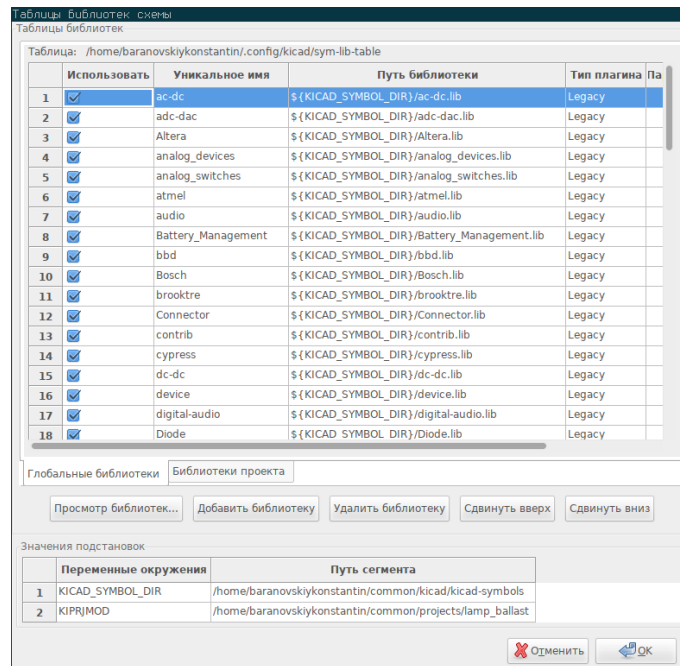 Таблицы библиотек схемы
Таблицы библиотек
Таблица: /home/baranovskiykonstantin/.config/kicad/sym-lib-table
Использовать Уникальное имя Путь библиотеки Тип плагина Па
1 ac-dc ${KICAD_SYMBOL_DIR}/ac-dc.lib Legacy
2 adc-dac ${KICAD_SYMBOL_DIR}/adc-dac.lib Legacy
3 Altera ${KICAD_SYMBOL_DIR}/Altera.lib Legacy
4 analog_devices ${KICAD_SYMBOL_DIR}/analog_devices.lib Legacy
5 analog_switches ${KICAD_SYMBOL_DIR}/analog_switches.lib Legacy
6 atmel ${KICAD_SYMBOL_DIR}/atmel.lib Legacy
7 audio ${KICAD_SYMBOL_DIR}/audio.lib Legacy
8 Battery_Management ${KICAD_SYMBOL_DIR}/Battery_Management.lib Legacy
9 bbd ${KICAD_SYMBOL_DIR}/bbd.lib Legacy
10 Bosch ${KICAD_SYMBOL_DIR}/Bosch.lib Legacy
11 brooktre ${KICAD_SYMBOL_DIR}/brooktre.lib Legacy
12 Connector ${KICAD_SYMBOL_DIR}/Connector.lib Legacy
13 contrib ${KICAD_SYMBOL_DIR}/contrib.lib Legacy
14 cypress ${KICAD_SYMBOL_DIR}/cypress.lib Legacy
15 dc-dc ${KICAD_SYMBOL_DIR}/dc-dc.lib Legacy
16 device ${KICAD_SYMBOL_DIR}/device.lib Legacy
17 digital-audio ${KICAD_SYMBOL_DIR}/digital-audio.lib Legacy
18 Diode ${KICAD_SYMBOL_DIR}/Diode.lib Legacy
Глобальные библиотеки Библиотеки проекта
Просмотр библиотек... Добавить библиотеку Удалить библиотеку Сдвинуть вверх Сдвинуть вниз
Значения подстановок
Переменные окружения Путь сегмента
1 KICAD_SYMBOL_DIR /home/baranovskiykonstantin/common/kicad/kicad-symbols
2 KIPRJMOD /home/baranovskiykonstantin/common/projects/lamp_ballast
Отменить OK